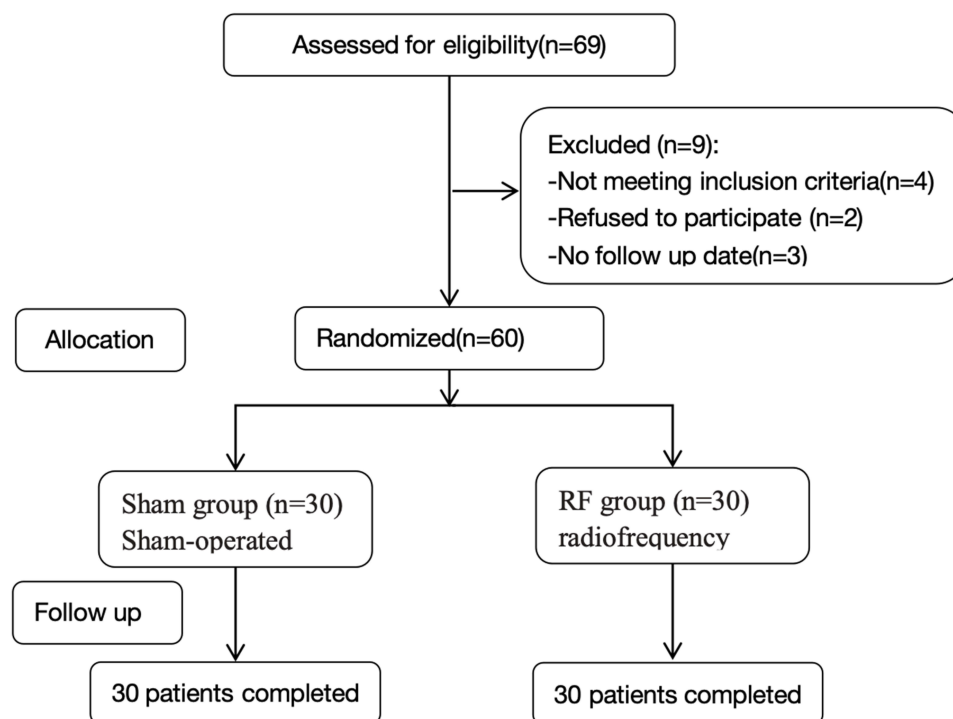 Assessed for eligibility(n=69)
Excluded (n=9):
-Not meeting inclusion criteria(n=4)
-Refused to participate (n=2)
-No follow up date(n=3)
Allocation
Randomized(n=60)
Sham group (n=30)
Sham-operated
RF group (n=30)
radiofrequency
Follow up
30 patients completed
30 patients completed